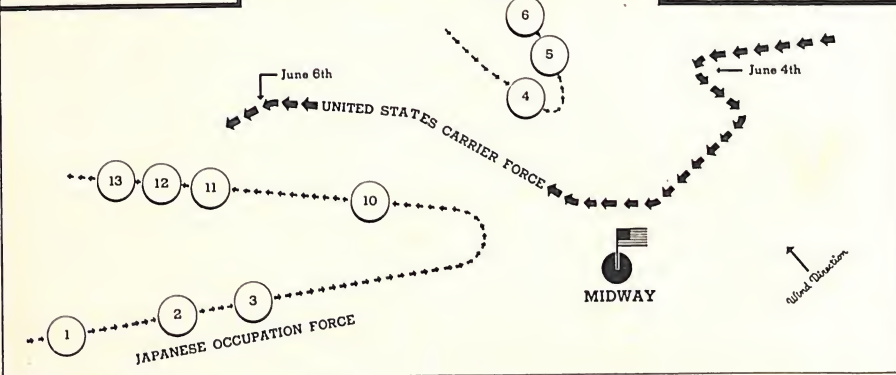 6
5
4
June 6th
June 4th
UNITED STATES CARRIER FORCE
13
12
11
10
MIDWAY
Wind Direction
3
2
1
JAPANESE OCCUPATION FORCE